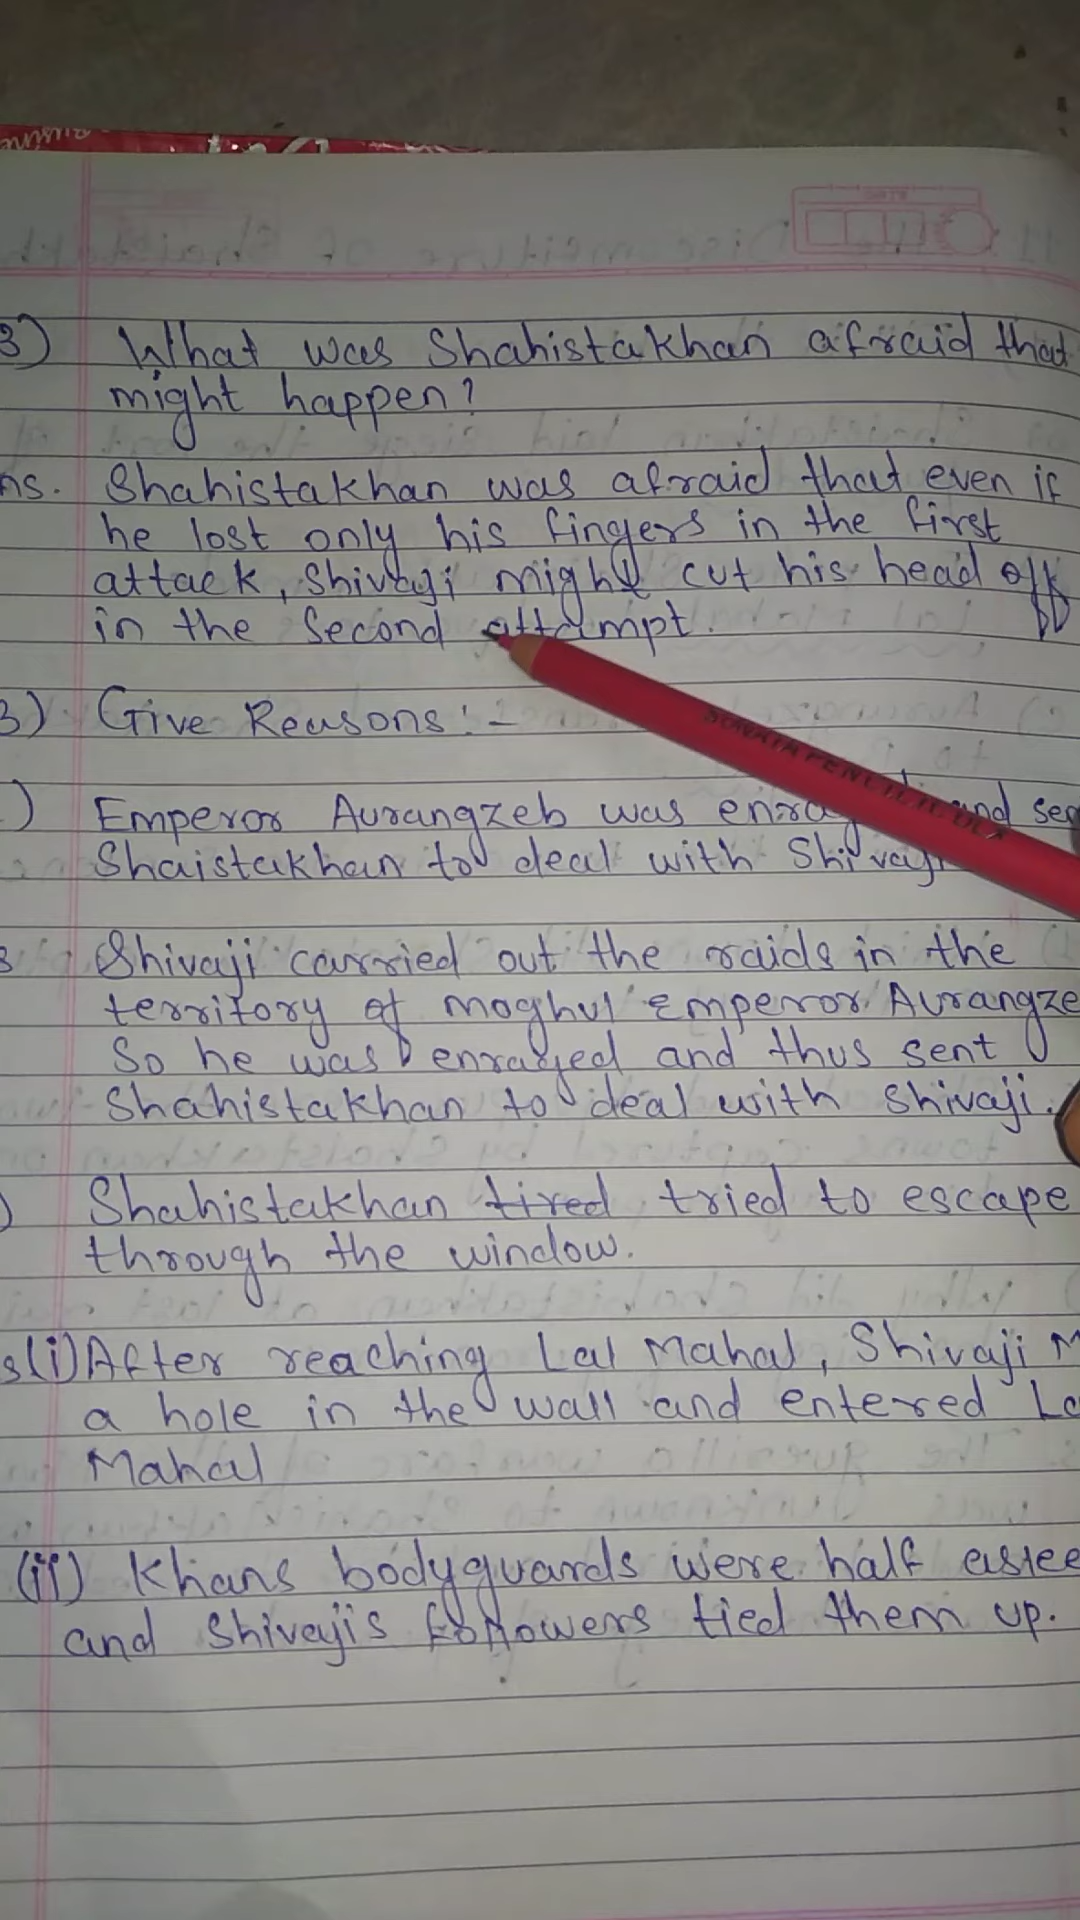 3) What was Shahistakhan afraid that
might happen?
ns. Shahistakhan was afraid that even if
he lost only his fingers in the first
attack, Shivaji might cut his head off
in the Second attempt.
3) Give Reasons :-
) Emperor Aurangzeb was and
Shaistakhan to deal with Shivaji
s Shivaji carried out the raids in the
territory of moghul Emperor Aurangze
So he was enraged and thus sent
Shahistakhan to deal with Shivaji.
) Shahistakhan tired tried to escape
through the window.
s(i) After reaching Lal Mahal, Shivaji M
a hole in the wall and entered La
Mahal
(ii) Khans bodyguards were half aslee
and Shivajis followers tied them up.